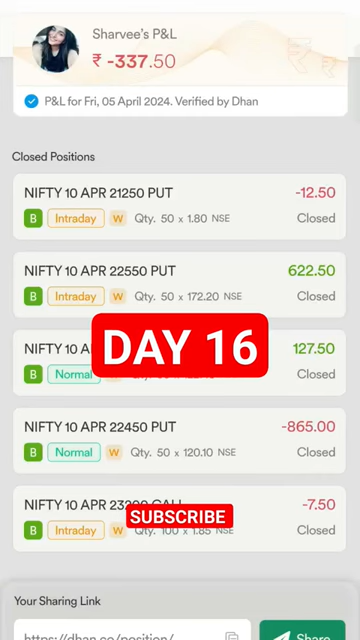 Sharvee's P&L
₹ -337.50
P&L for Fri, 05 April 2024. Verified by Dhan
Closed Positions
NIFTY 10 APR 21250 PUT -12.50
B Intraday W Qty. 50 x 1.80 NSE Closed
NIFTY 10 APR 22550 PUT 622.50
B Intraday W Qty. 50 x 172.20 NSE Closed
NIFTY 10 127.50
DAY 16
B Normal Closed
NIFTY 10 APR 22450 PUT -865.00
B Normal W Qty. 50 x 120.10 NSE Closed
NIFTY 10 APR -7.50
SUBSCRIBE
B Intraday W Qty. 100 x 1.85 NSE Closed
Your Sharing Link
https://dhan.co/position/ Share